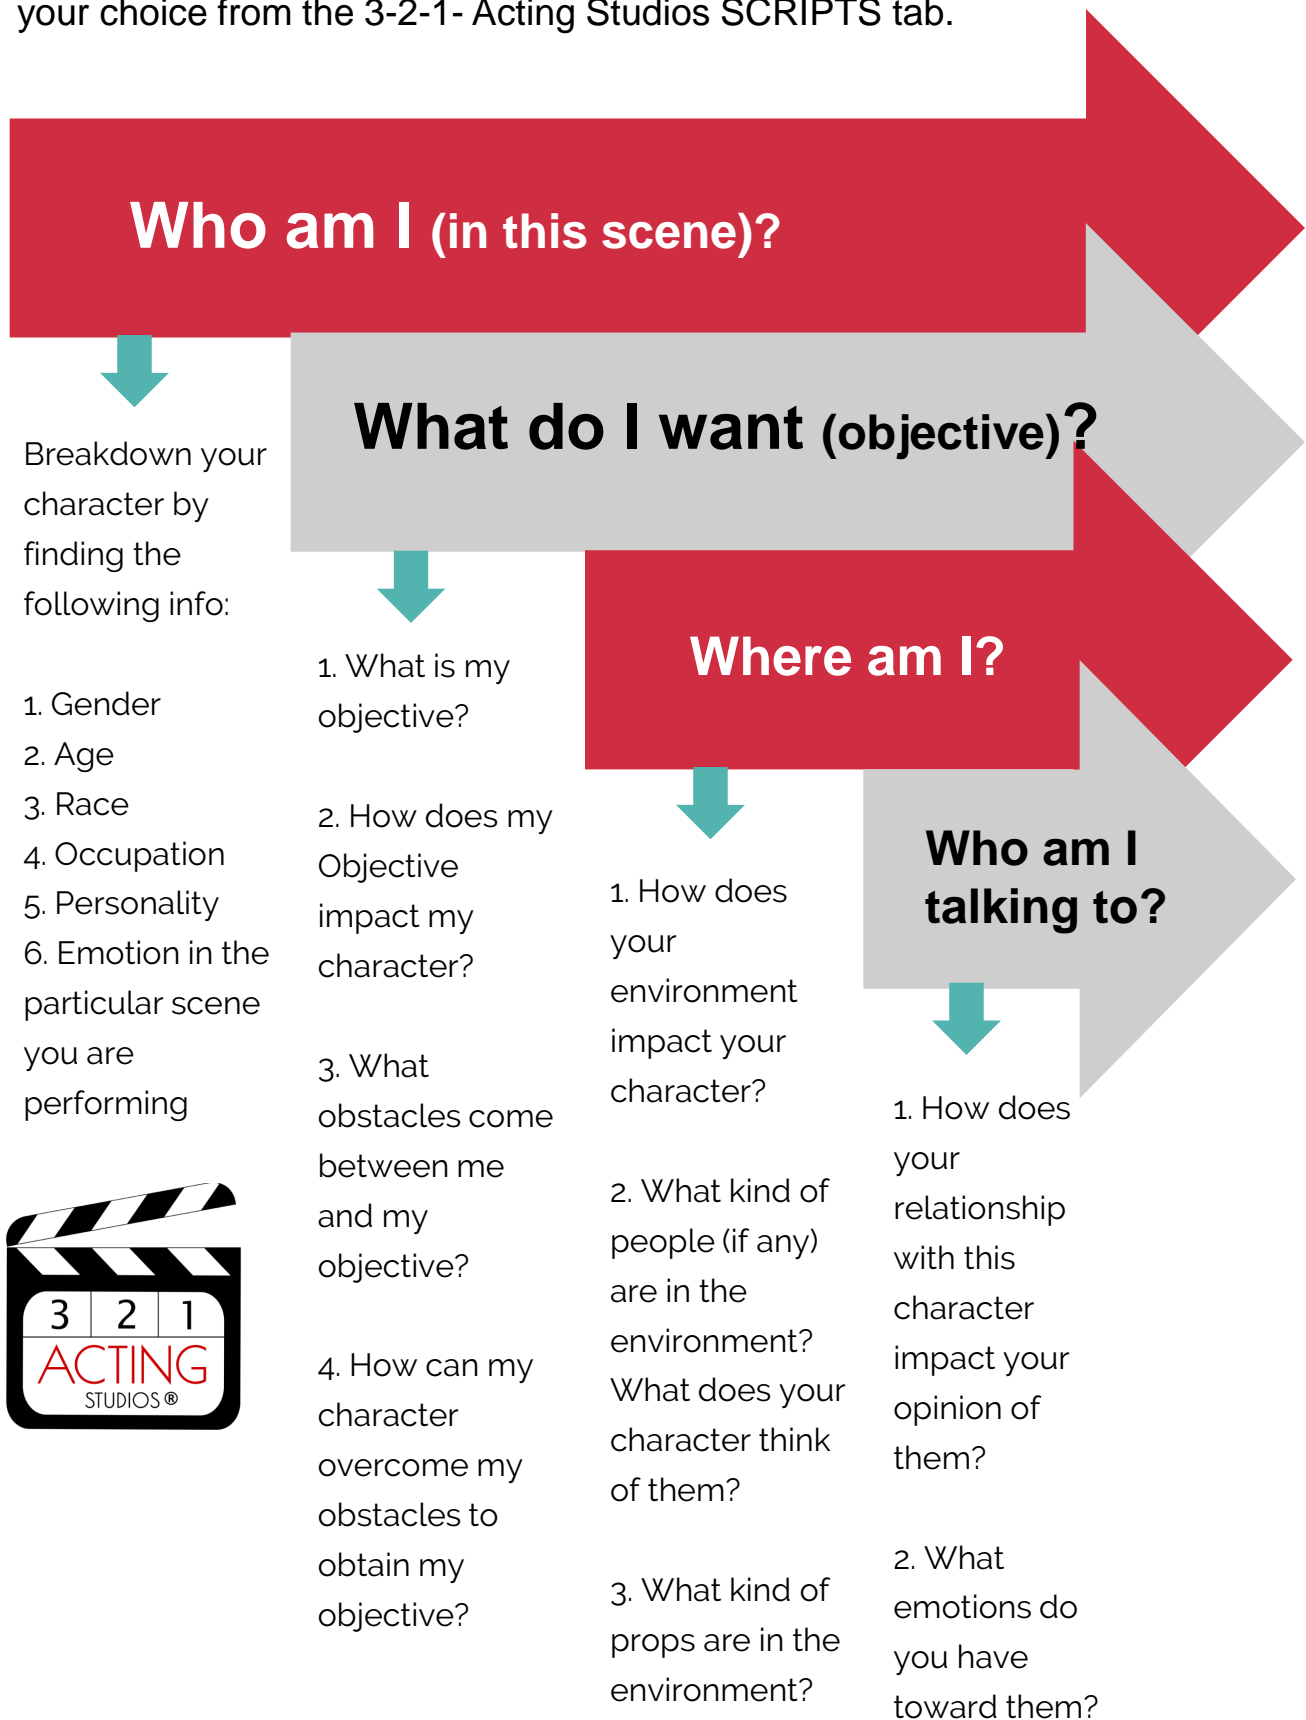 your choice from the 3-2-1- Acting Studios SCRIPTS tab.
Who am I (in this scene)?
What do I want (objective)?
Where am I?
Who am I
talking to?
Breakdown your
character by
finding the
following info:
1. Gender
2. Age
3. Race
4. Occupation
5. Personality
6. Emotion in the
particular scene
you are
performing
1. What is my
objective?
2. How does my
Objective
impact my
character?
3. What
obstacles come
between me
and my
objective?
4. How can my
character
overcome my
obstacles to
obtain my
objective?
1. How does
your
environment
impact your
character?
2. What kind of
people (if any)
are in the
environment?
What does your
character think
of them?
3. What kind of
props are in the
environment?
1. How does
your
relationship
with this
character
impact your
opinion of
them?
2. What
emotions do
you have
toward them?
3 2 1
ACTING
STUDIOS ®